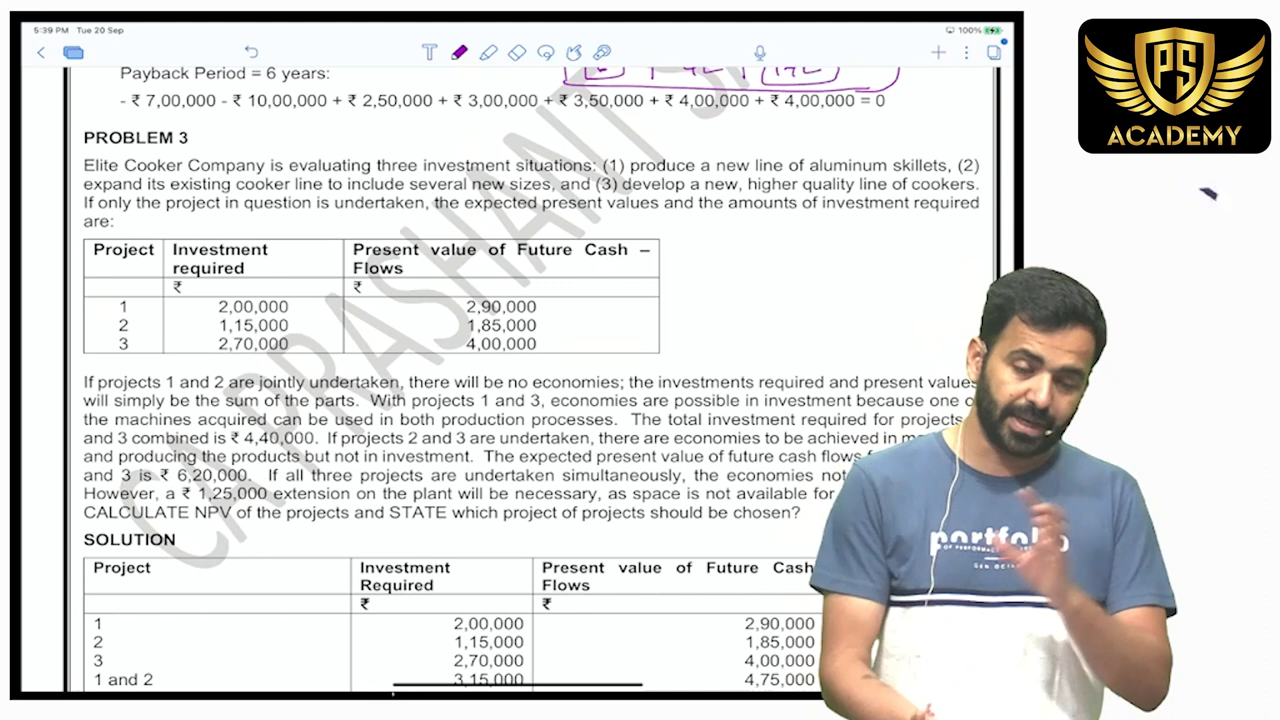 5:39 PM Tue 20 Sep
100%
Payback Period = 6 years:
- ₹ 7,00,000 - ₹ 10,00,000 + ₹ 2,50,000 + ₹ 3,00,000 + ₹ 3,50,000 + ₹ 4,00,000 + ₹ 4,00,000 = 0
PS
ACADEMY
PROBLEM 3
Elite Cooker Company is evaluating three investment situations: (1) produce a new line of aluminum skillets, (2)
expand its existing cooker line to include several new sizes, and (3) develop a new, higher quality line of cookers.
If only the project in question is undertaken, the expected present values and the amounts of investment required
are:
Project Investment required Present value of Future Cash – Flows
₹ ₹
1 2,00,000 2,90,000
2 1,15,000 1,85,000
3 2,70,000 4,00,000
If projects 1 and 2 are jointly undertaken, there will be no economies; the investments required and present values
will simply be the sum of the parts. With projects 1 and 3, economies are possible in investment because one
the machines acquired can be used in both production processes. The total investment required for projects
and 3 combined is ₹ 4,40,000. If projects 2 and 3 are undertaken, there are economies to be achieved in
and producing the products but not in investment. The expected present value of future cash flows
and 3 is ₹ 6,20,000. If all three projects are undertaken simultaneously, the economies not
However, a ₹ 1,25,000 extension on the plant will be necessary, as space is not available for
CALCULATE NPV of the projects and STATE which project of projects should be chosen?
SOLUTION
Project Investment Required Present value of Future Cash Flows
₹ ₹
1 2,00,000 2,90,000
2 1,15,000 1,85,000
3 2,70,000 4,00,000
1 and 2 3,15,000 4,75,000
CA PRASHANT
portfolio